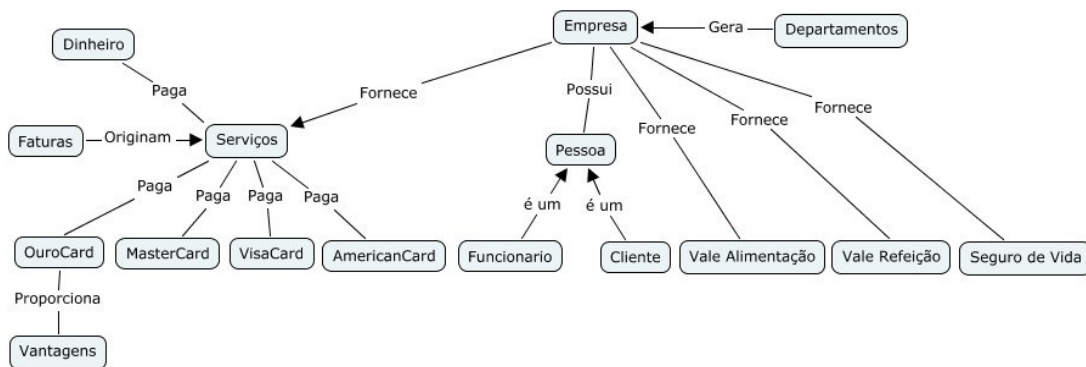 Empresa
Gera
Departamentos
Dinheiro
Paga
Fornece
Possui
Fornece
Fornece
Fornece
Faturas
Originam
Serviços
Pessoa
Paga
Paga
Paga
Paga
é um
é um
OuroCard
MasterCard
VisaCard
AmericanCard
Funcionario
Cliente
Vale Alimentação
Vale Refeição
Seguro de Vida
Proporciona
Vantagens